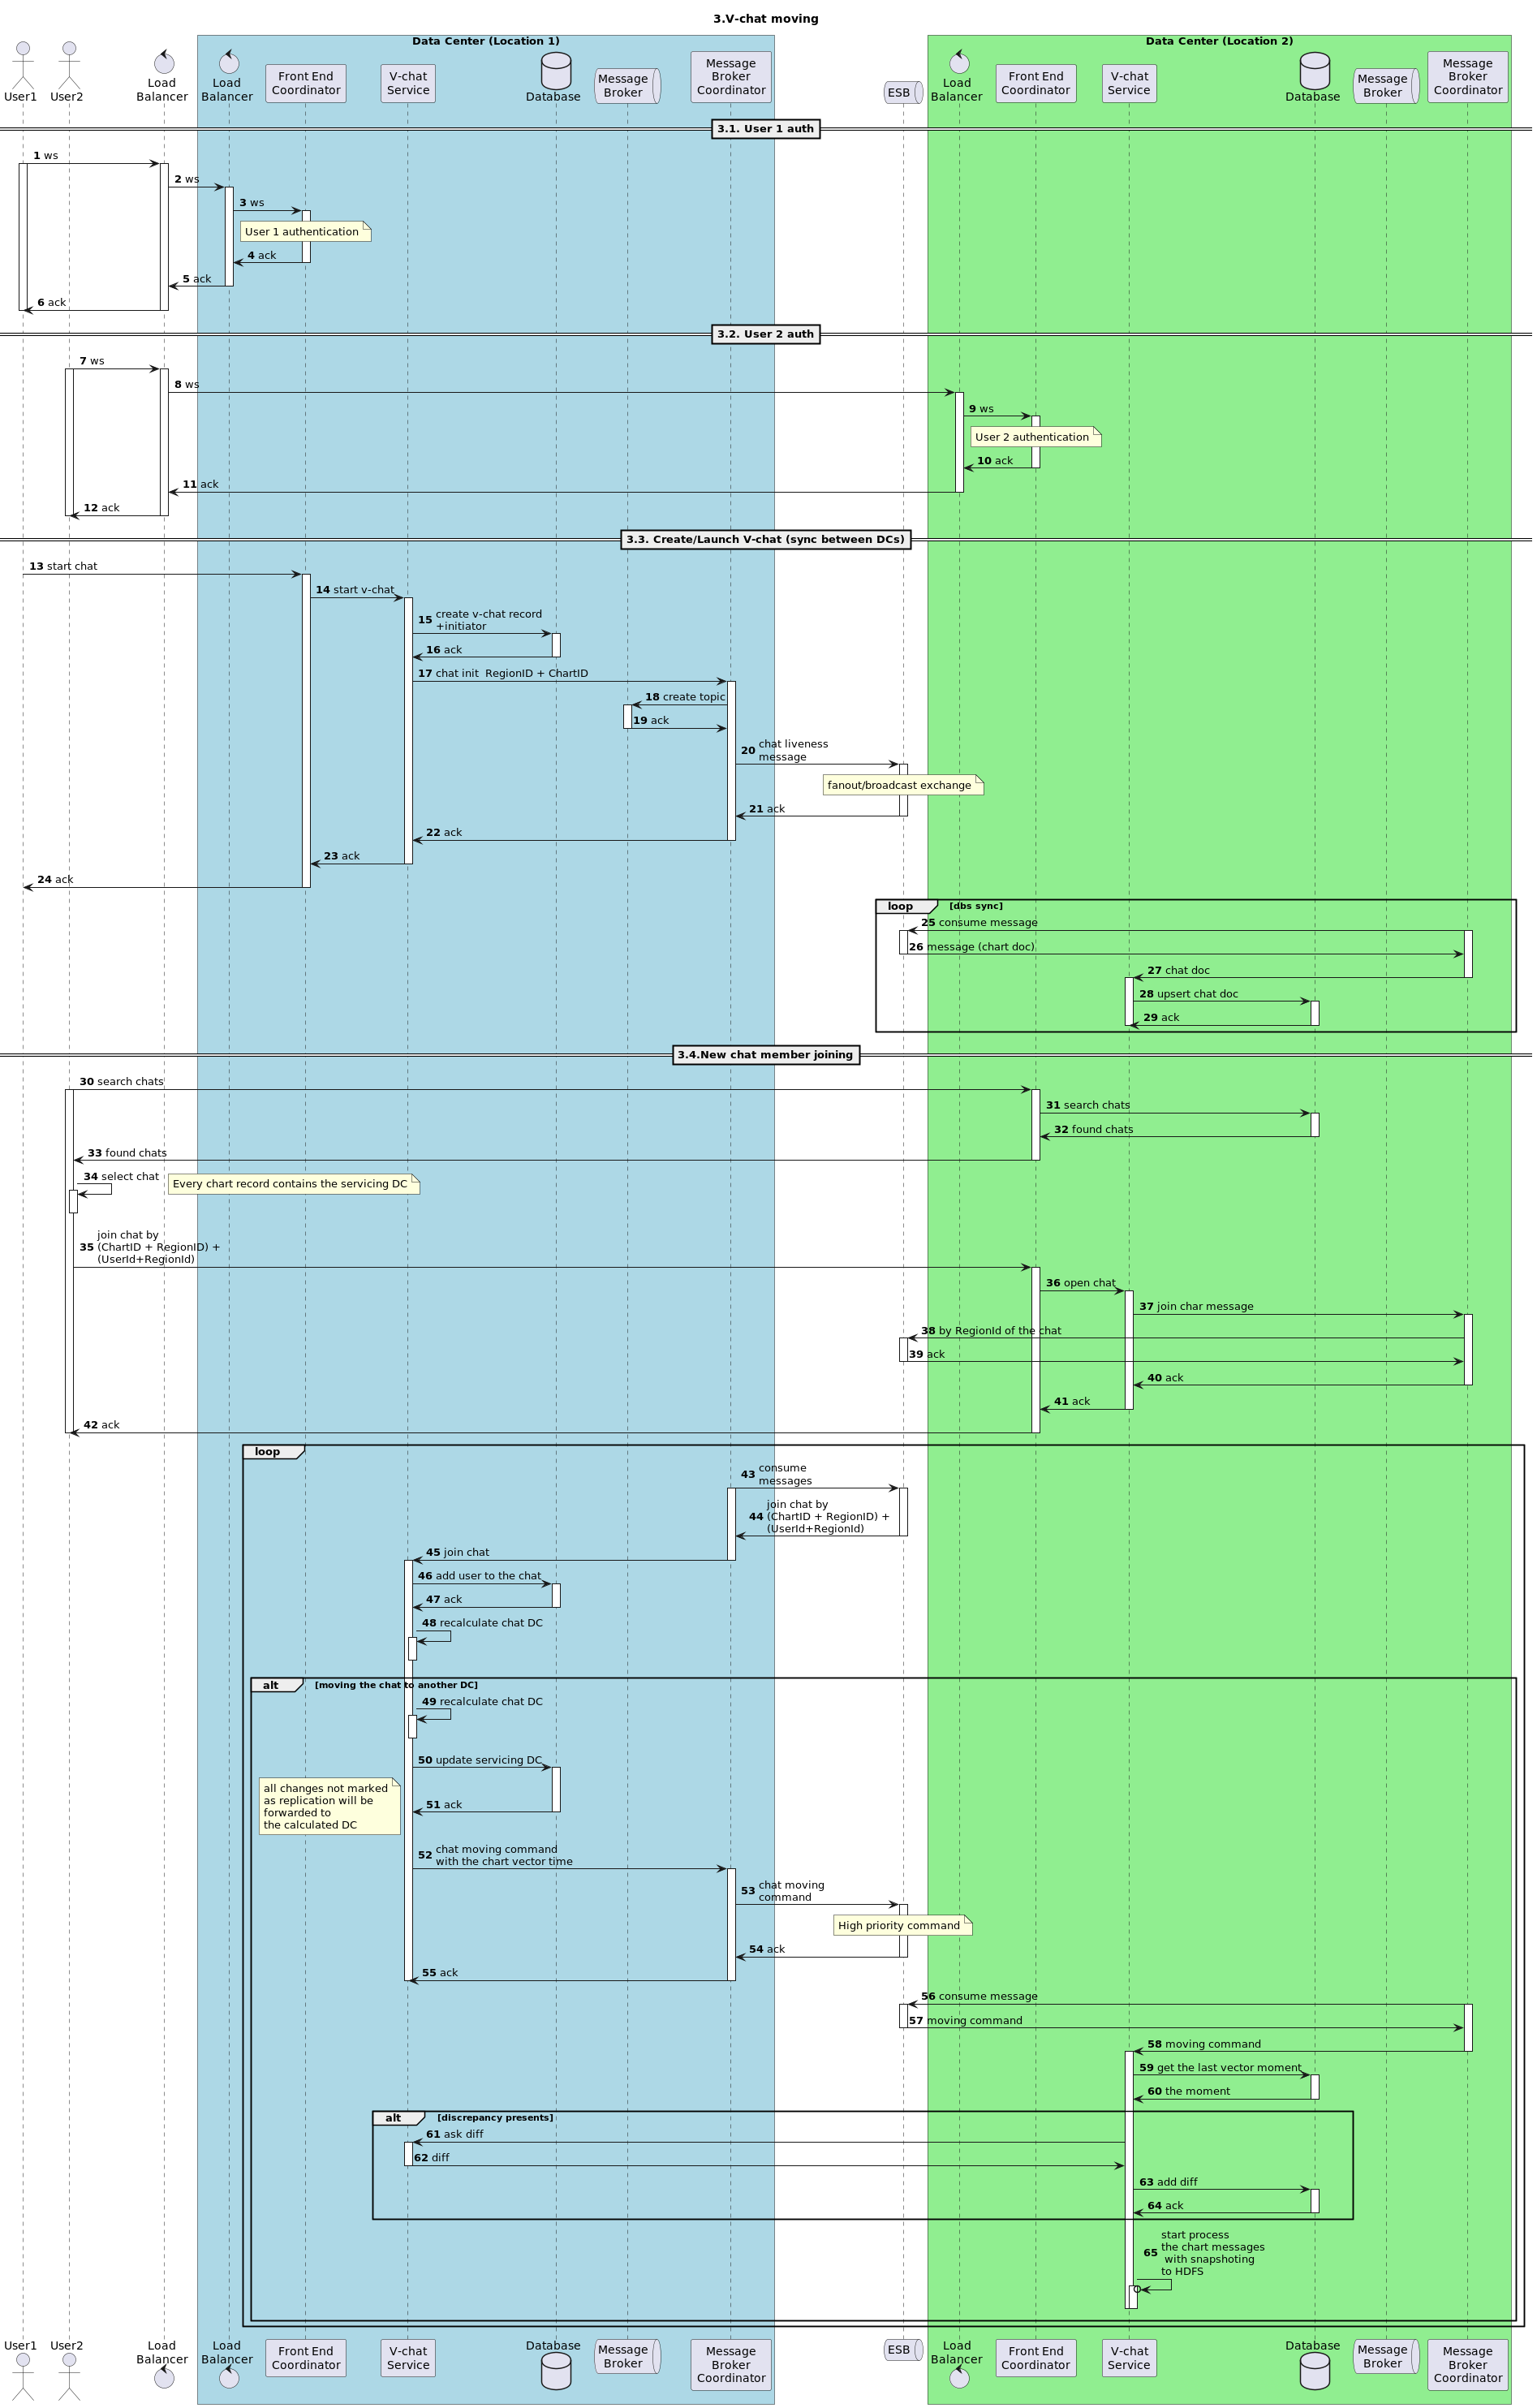 3.V-chat moving
Data Center (Location 1)
Data Center (Location 2)
User1
User2
Load
Balancer
Load
Balancer
Front End
Coordinator
V-chat
Service
Database
Message
Broker
Message
Broker
Coordinator
ESB
Load
Balancer
Front End
Coordinator
V-chat
Service
Database
Message
Broker
Message
Broker
Coordinator
3.1. User 1 auth
1 ws
2 ws
3 ws
User 1 authentication
4 ack
5 ack
6 ack
3.2. User 2 auth
7 ws
8 ws
9 ws
User 2 authentication
10 ack
11 ack
12 ack
3.3. Create/Launch V-chat (sync between DCs)
13 start chat
14 start v-chat
15 create v-chat record
+initiator
16 ack
17 chat init  RegionID + ChartID
18 create topic
19 ack
20 chat liveness
message
fanout/broadcast exchange
21 ack
22 ack
23 ack
24 ack
loop [dbs sync]
25 consume message
26 message (chart doc)
27 chat doc
28 upsert chat doc
29 ack
3.4.New chat member joining
30 search chats
31 search chats
32 found chats
33 found chats
34 select chat
Every chart record contains the servicing DC
35 join chat by
(ChartID + RegionID) +
(UserId+RegionId)
36 open chat
37 join char message
38 by RegionId of the chat
39 ack
40 ack
41 ack
42 ack
loop
43 consume
messages
44 join chat by
(ChartID + RegionID) +
(UserId+RegionId)
45 join chat
46 add user to the chat
47 ack
48 recalculate chat DC
alt [moving the chat to another DC]
49 recalculate chat DC
50 update servicing DC
all changes not marked
as replication will be
forwarded to
the calculated DC
51 ack
52 chat moving command
with the chart vector time
53 chat moving
command
High priority command
54 ack
55 ack
56 consume message
57 moving command
58 moving command
59 get the last vector moment
60 the moment
alt [discrepancy presents]
61 ask diff
62 diff
63 add diff
64 ack
65 start process
the chart messages
with snapshoting
to HDFS
User1
User2
Load
Balancer
Load
Balancer
Front End
Coordinator
V-chat
Service
Database
Message
Broker
Message
Broker
Coordinator
ESB
Load
Balancer
Front End
Coordinator
V-chat
Service
Database
Message
Broker
Message
Broker
Coordinator